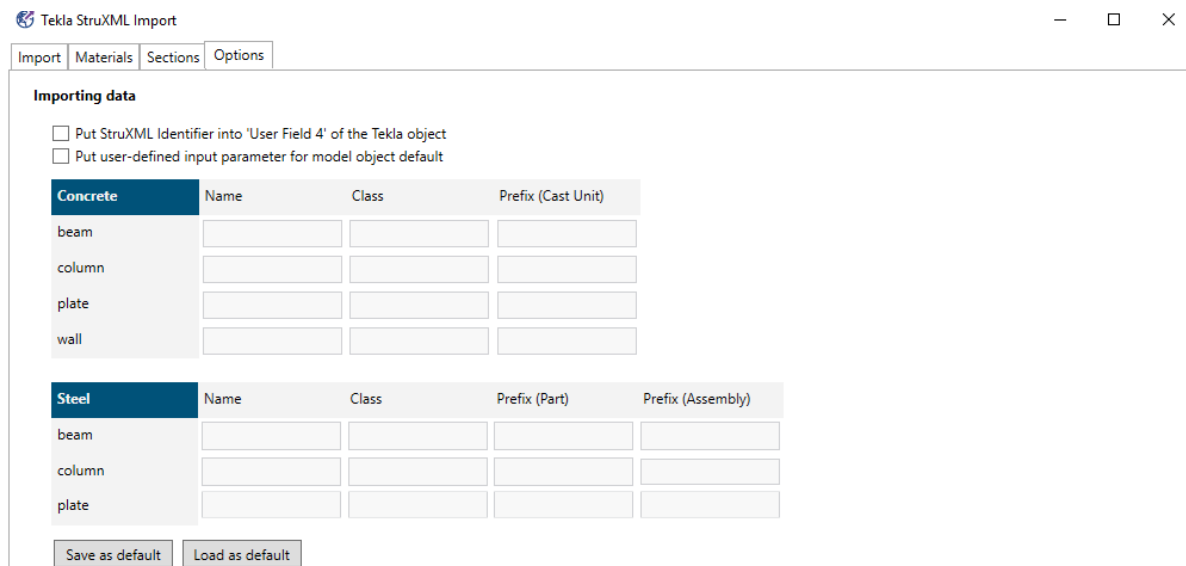 Tekla StruXML Import
Import Materials Sections Options
Importing data
Put StruXML Identifier into 'User Field 4' of the Tekla object
Put user-defined input parameter for model object default
Concrete Name Class Prefix (Cast Unit)
beam
column
plate
wall
Steel Name Class Prefix (Part) Prefix (Assembly)
beam
column
plate
Save as default Load as default